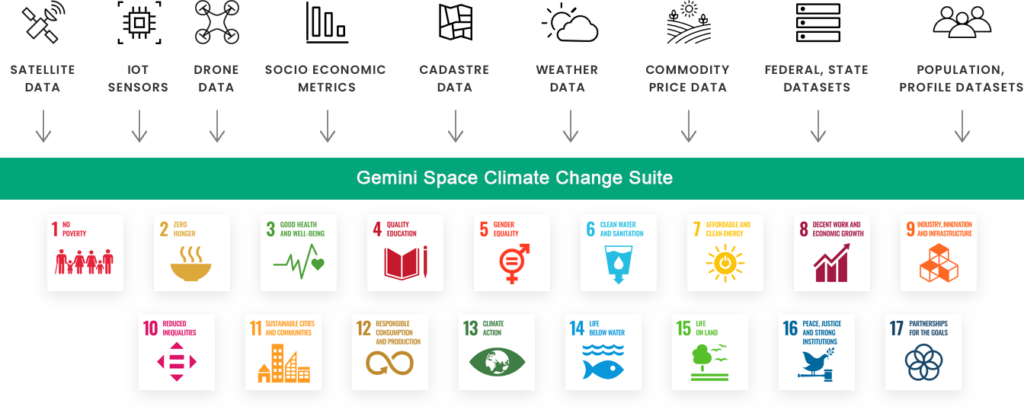 SATELLITE
DATA
IOT
SENSORS
DRONE
DATA
SOCIO ECONOMIC
METRICS
CADASTRE
DATA
WEATHER
DATA
COMMODITY
PRICE DATA
FEDERAL, STATE
DATASETS
POPULATION,
PROFILE DATASETS
Gemini Space Climate Change Suite
1 NO
POVERTY
2 ZERO
HUNGER
3 GOOD HEALTH
AND WELL-BEING
4 QUALITY
EDUCATION
5 GENDER
EQUALITY
6 CLEAN WATER
AND SANITATION
7 AFFORDABLE AND
CLEAN ENERGY
8 DECENT WORK AND
ECONOMIC GROWTH
9 INDUSTRY, INNOVATION
AND INFRASTRUCTURE
10 REDUCED
INEQUALITIES
11 SUSTAINABLE CITIES
AND COMMUNITIES
12 RESPONSIBLE
CONSUMPTION
AND PRODUCTION
13 CLIMATE
ACTION
14 LIFE
BELOW WATER
15 LIFE
ON LAND
16 PEACE, JUSTICE
AND STRONG
INSTITUTIONS
17 PARTNERSHIPS
FOR THE GOALS